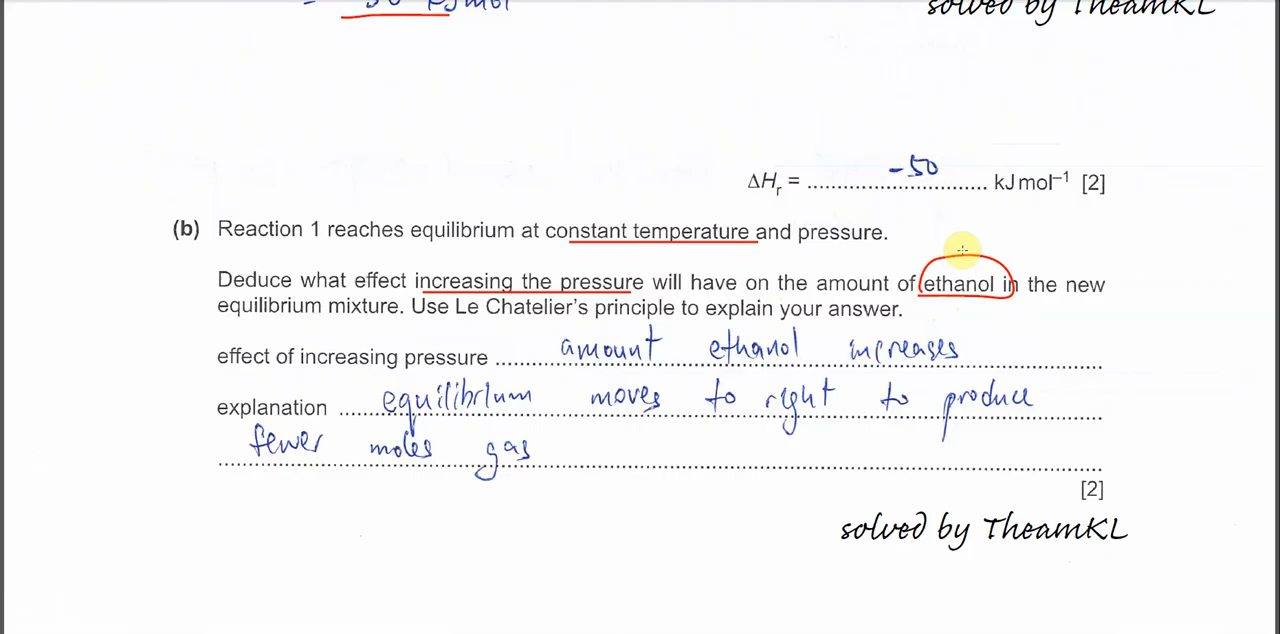 = -50 kJ mol
solved by TheamKL
ΔHr = -50 kJ mol⁻¹ [2]
(b) Reaction 1 reaches equilibrium at constant temperature and pressure.
Deduce what effect increasing the pressure will have on the amount of ethanol in the new
equilibrium mixture. Use Le Chatelier's principle to explain your answer.
effect of increasing pressure amount ethanol increases
explanation equilibrium moves to right to produce
fewer moles gas
[2]
solved by TheamKL